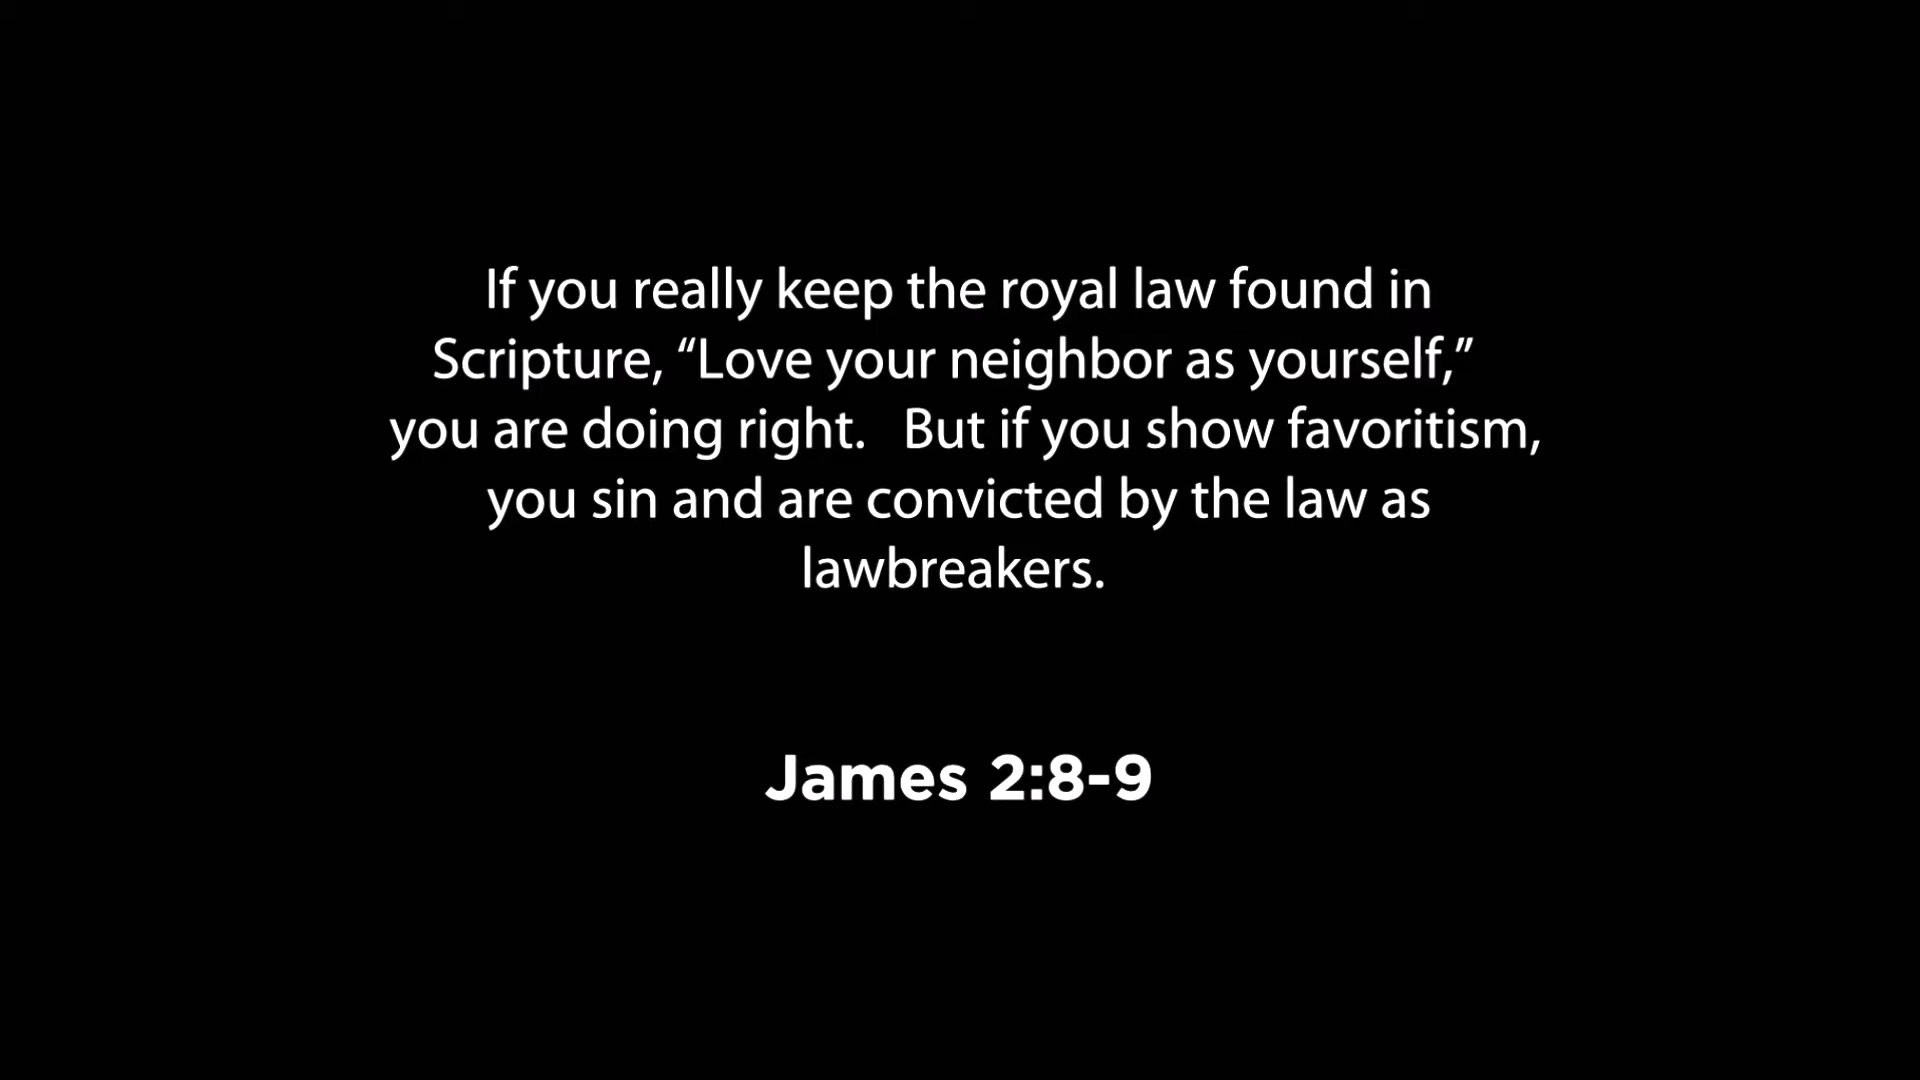 If you really keep the royal law found in
Scripture, “Love your neighbor as yourself,”
you are doing right.   But if you show favoritism,
you sin and are convicted by the law as
lawbreakers.
James 2:8-9